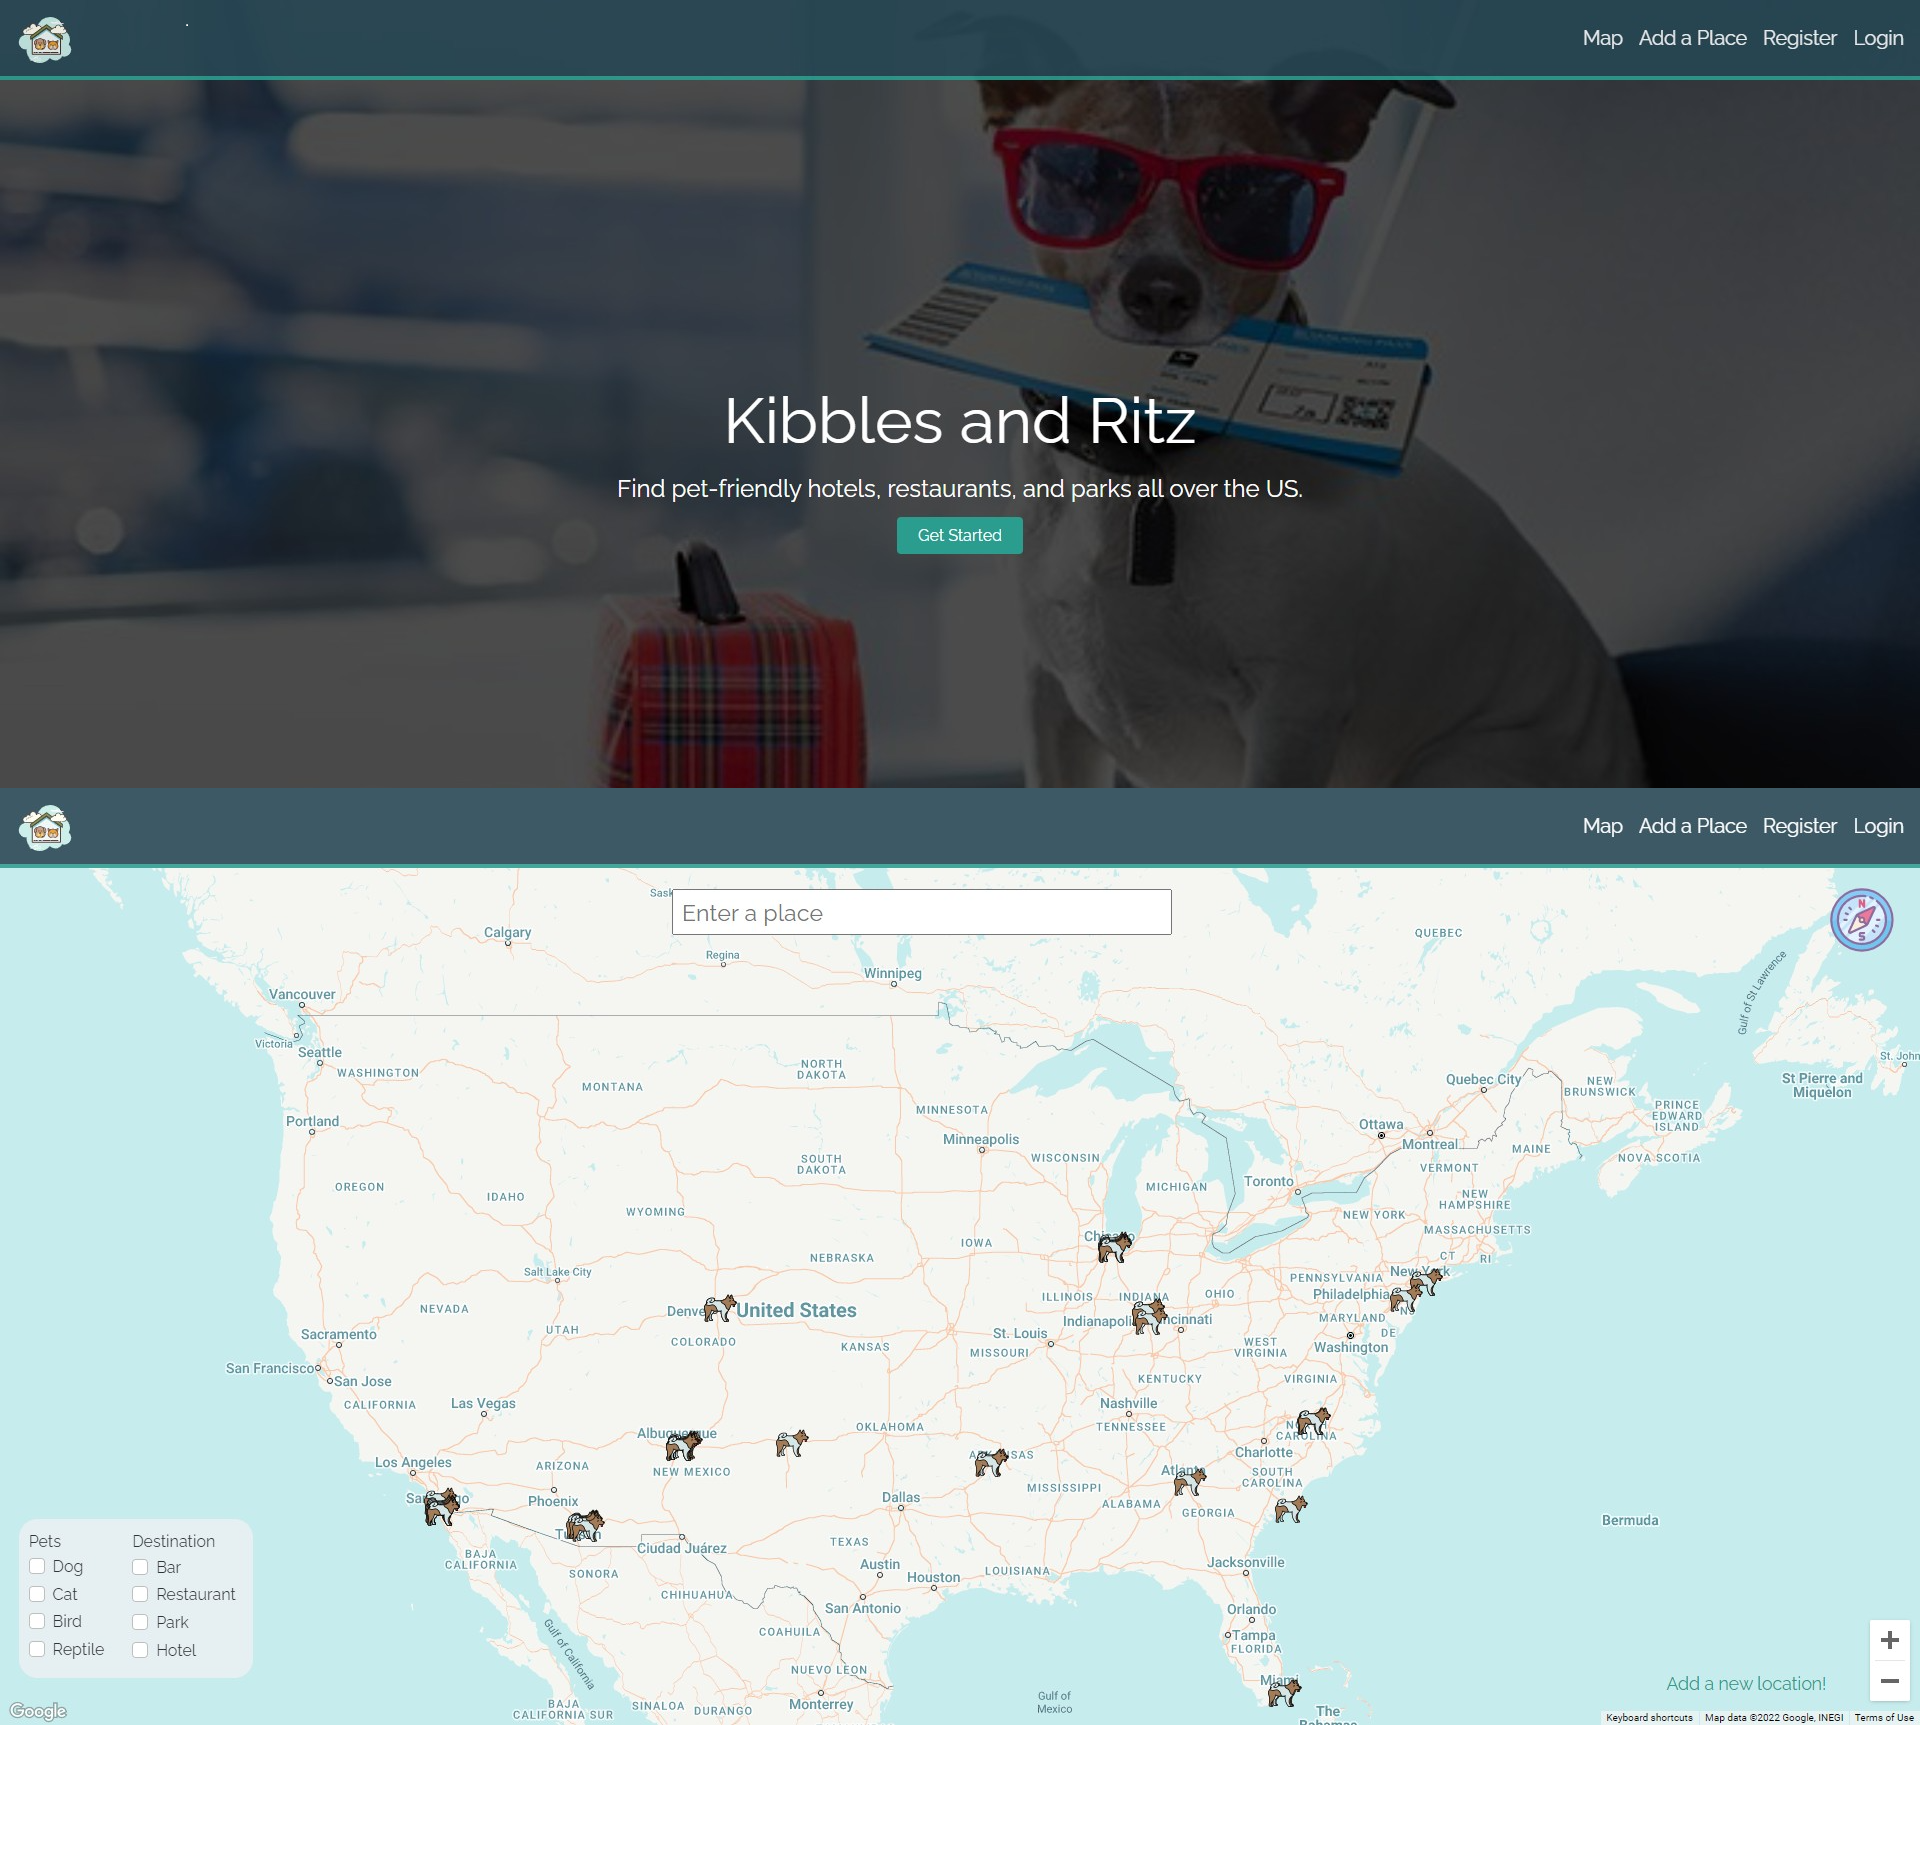 Map Add a Place Register Login
Kibbles and Ritz
Find pet-friendly hotels, restaurants, and parks all over the US.
Get Started
Map Add a Place Register Login
Enter a place
N
S
Calgary
QUEBEC
Regina
Winnipeg
Gulf of St Lawrence
Vancouver
Victoria
Seattle
WASHINGTON
MONTANA
NORTH
DAKOTA
St. John
Quebec City
NEW
BRUNSWICK
St Pierre and
Miquelon
PRINCE
EDWARD
ISLAND
Portland
MINNESOTA
Minneapolis
Ottawa
Montreal
MAINE
NOVA SCOTIA
SOUTH
DAKOTA
WISCONSIN
VERMONT
OREGON
IDAHO
MICHIGAN
Toronto
NEW
HAMPSHIRE
WYOMING
NEW YORK
MASSACHUSETTS
IOWA
NEBRASKA
CT
RI
Salt Lake City
PENNSYLVANIA
New York
Philadelphia
NEVADA
Denve
United States
ILLINOIS
INDIANA
OHIO
Indianapoli
cinnati
MARYLAND
UTAH
COLORADO
KANSAS
St. Louis
MISSOURI
WEST
VIRGINIA
DE
Washington
Sacramento
San Francisco
San Jose
CALIFORNIA
Las Vegas
KENTUCKY
VIRGINIA
Nashville
TENNESSEE
OKLAHOMA
CAROLINA
Charlotte
Los Angeles
ARIZONA
NEW MEXICO
SOUTH
CAROLINA
Phoenix
Dallas
MISSISSIPPI
ALABAMA
Atlanta
GEORGIA
Bermuda
Ciudad Juárez
TEXAS
BAJA
CALIFORNIA
SONORA
Austin
Houston
LOUISIANA
Jacksonville
CHIHUAHUA
San Antonio
Orlando
Tampa
FLORIDA
Gulf of California
COAHUILA
NUEVO LEON
Miami
BAJA
CALIFORNIA SUR
SINALOA
DURANGO
Monterrey
Gulf of
Mexico
The
Bahamas
Pets
Dog
Cat
Bird
Reptile
Destination
Bar
Restaurant
Park
Hotel
Add a new location!
Google
Keyboard shortcuts Map data ©2022 Google, INEGI Terms of Use